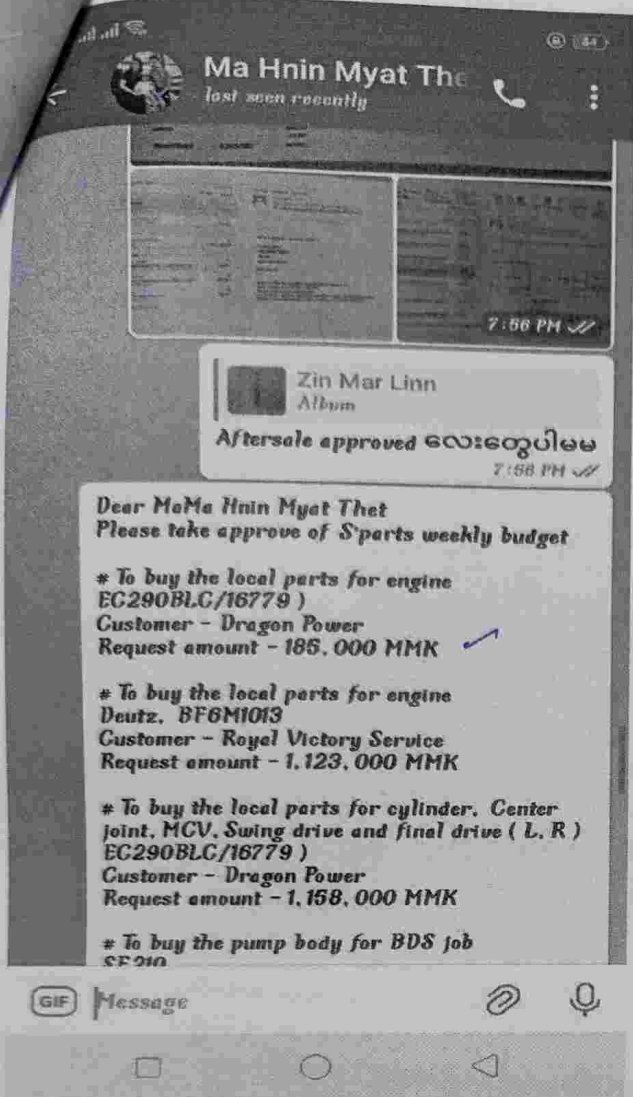 84
Ma Hnin Myat The
last seen recently
7:56 PM
Zin Mar Linn
Album
Aftersale approved လေးတွေပါမမ
7:56 PM
Dear MaMa Hnin Myat Thet
Please take approve of S'parts weekly budget
# To buy the local parts for engine
EC290BLC/16779 )
Customer - Dragon Power
Request amount - 185,000 MMK
# To buy the local parts for engine
Deutz, BF6M1013
Customer - Royal Victory Service
Request amount - 1,123,000 MMK
# To buy the local parts for cylinder, Center
joint, MCV, Swing drive and final drive ( L, R )
EC290BLC/16779 )
Customer - Dragon Power
Request amount - 1,158,000 MMK
# To buy the pump body for BDS job
GIF Message